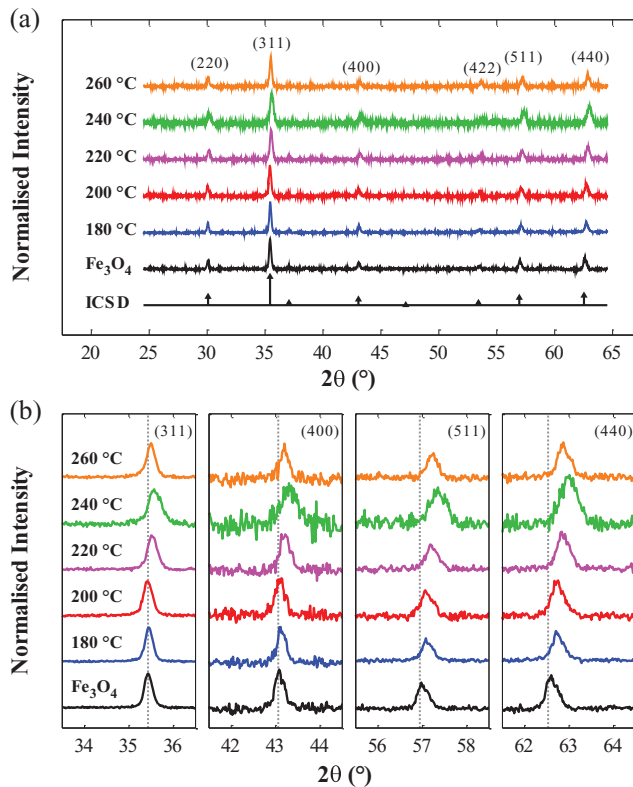 (a)
(220) (311) (400) (422) (511) (440)
260 °C
240 °C
220 °C
200 °C
180 °C
Fe₃O₄
ICSD
Normalised Intensity
20 25 30 35 40 45 50 55 60 65
2θ (°)
(b)
(311) (400) (511) (440)
260 °C
240 °C
220 °C
200 °C
180 °C
Fe₃O₄
Normalised Intensity
34 35 36 42 43 44 56 57 58 62 63 64
2θ (°)